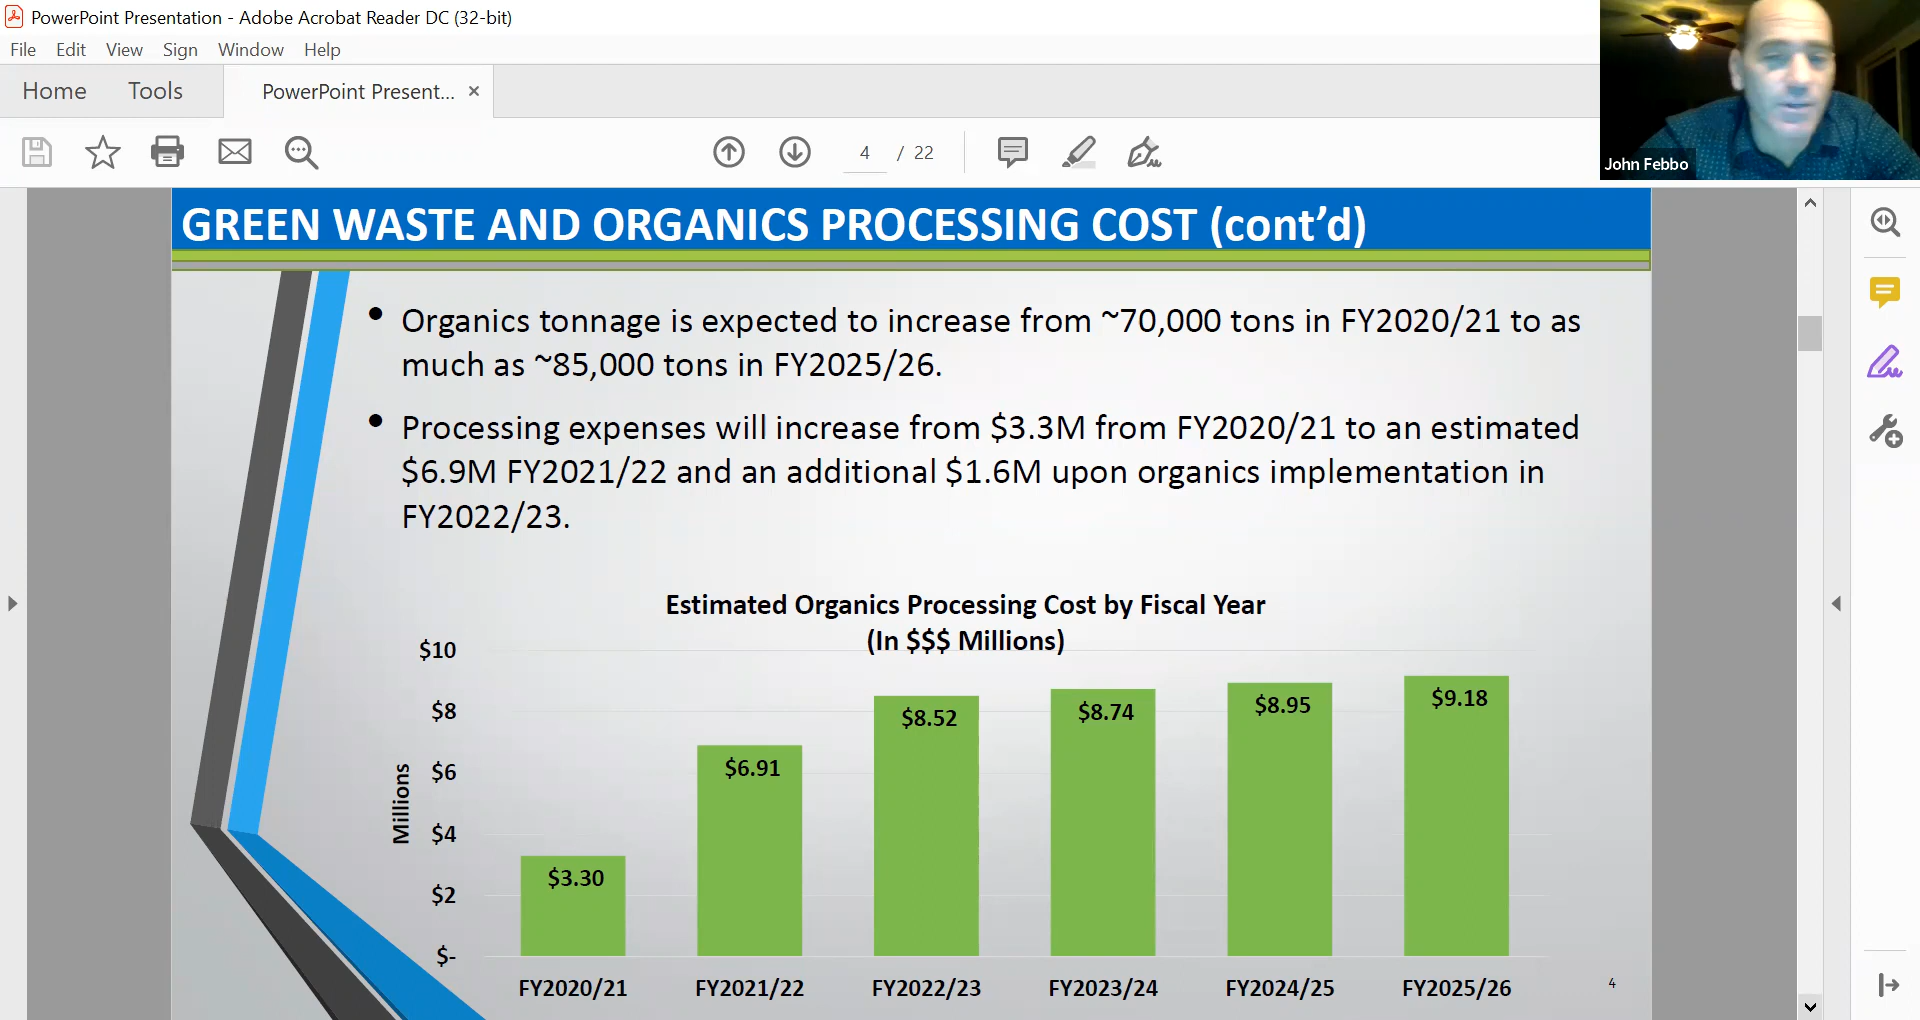 PowerPoint Presentation - Adobe Acrobat Reader DC (32-bit)
File Edit View Sign Window Help
Home Tools PowerPoint Present... ×
4 / 22
John Febbo
GREEN WASTE AND ORGANICS PROCESSING COST (cont’d)
• Organics tonnage is expected to increase from ~70,000 tons in FY2020/21 to as
much as ~85,000 tons in FY2025/26.
• Processing expenses will increase from $3.3M from FY2020/21 to an estimated
$6.9M FY2021/22 and an additional $1.6M upon organics implementation in
FY2022/23.
Estimated Organics Processing Cost by Fiscal Year
(In $$$ Millions)
Millions
$10
$8
$6
$4
$2
$-
$3.30
$6.91
$8.52
$8.74
$8.95
$9.18
FY2020/21 FY2021/22 FY2022/23 FY2023/24 FY2024/25 FY2025/26
4